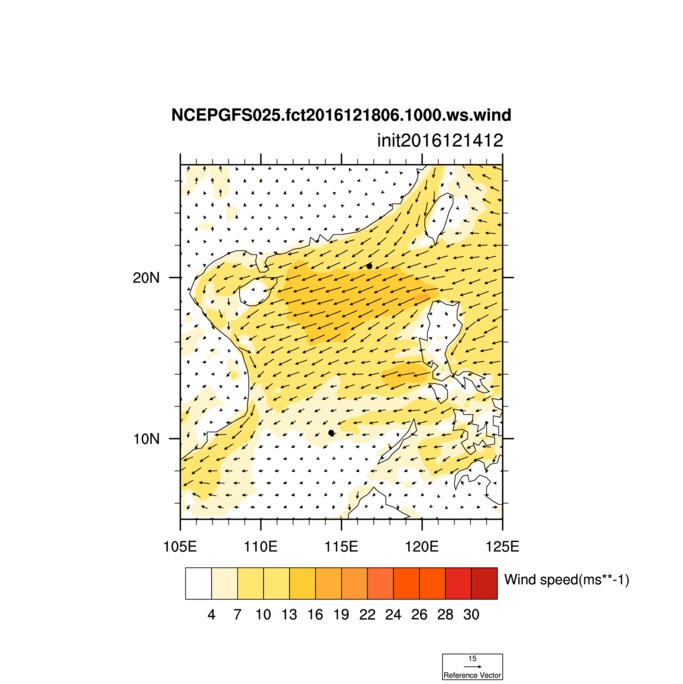 NCEPGFS025.fct2016121806.1000.ws.wind
init2016121412
20N
10N
105E 110E 115E 120E 125E
Wind speed(ms**-1)
4 7 10 13 16 19 22 24 26 28 30
15
Reference Vector